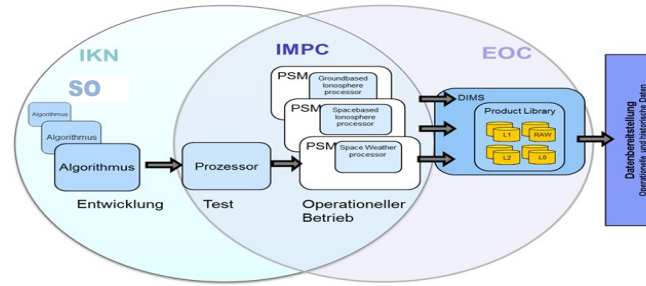 IKN
IMPC
EOC
SO
Algorithmus
Algorithmus
Algorithmus
Entwicklung
Prozessor
Test
PSM
Groundbased
Ionosphere
processor
PSM
Spacebased
Ionosphere
processor
PSM
Space Weather
processor
Operationeller
Betrieb
DIMS
Product Library
L1
RAW
L2
L0
Datenbereitstellung
Operationelle und historische Daten